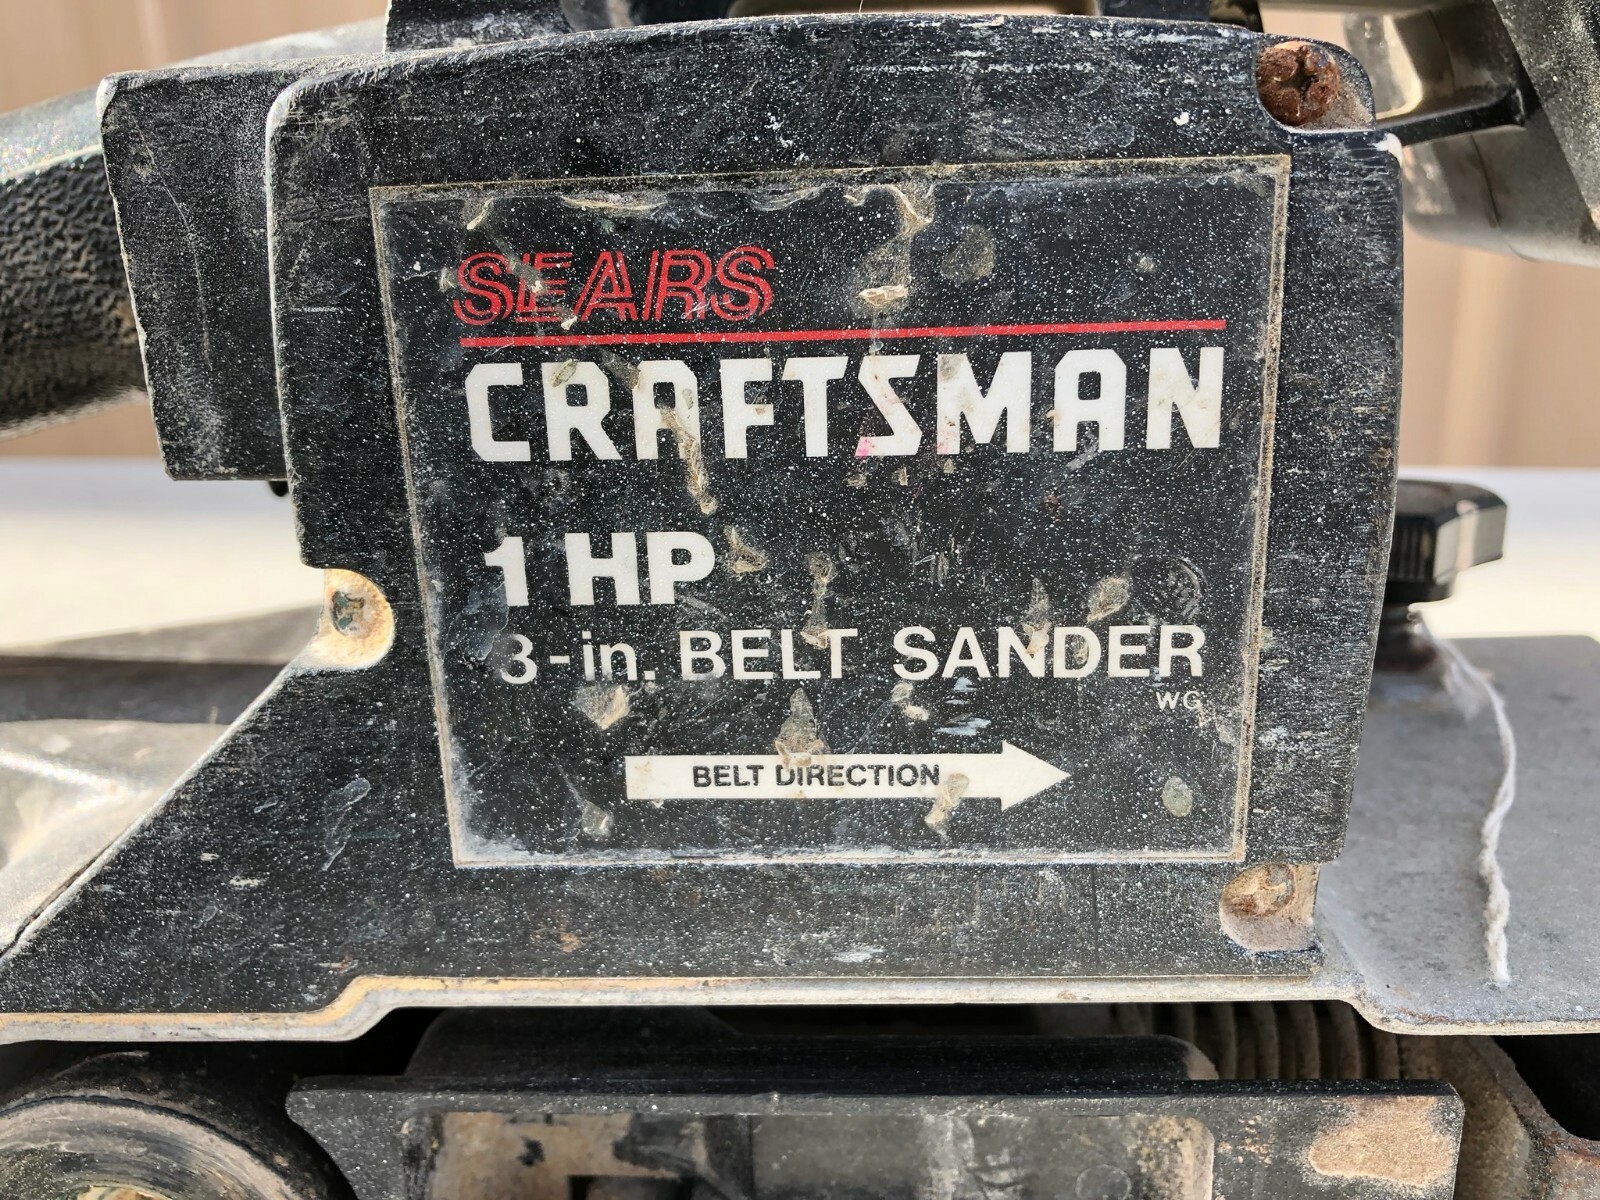 SEARS
CRAFTSMAN
1 HP
3-in. BELT SANDER
WG
BELT DIRECTION